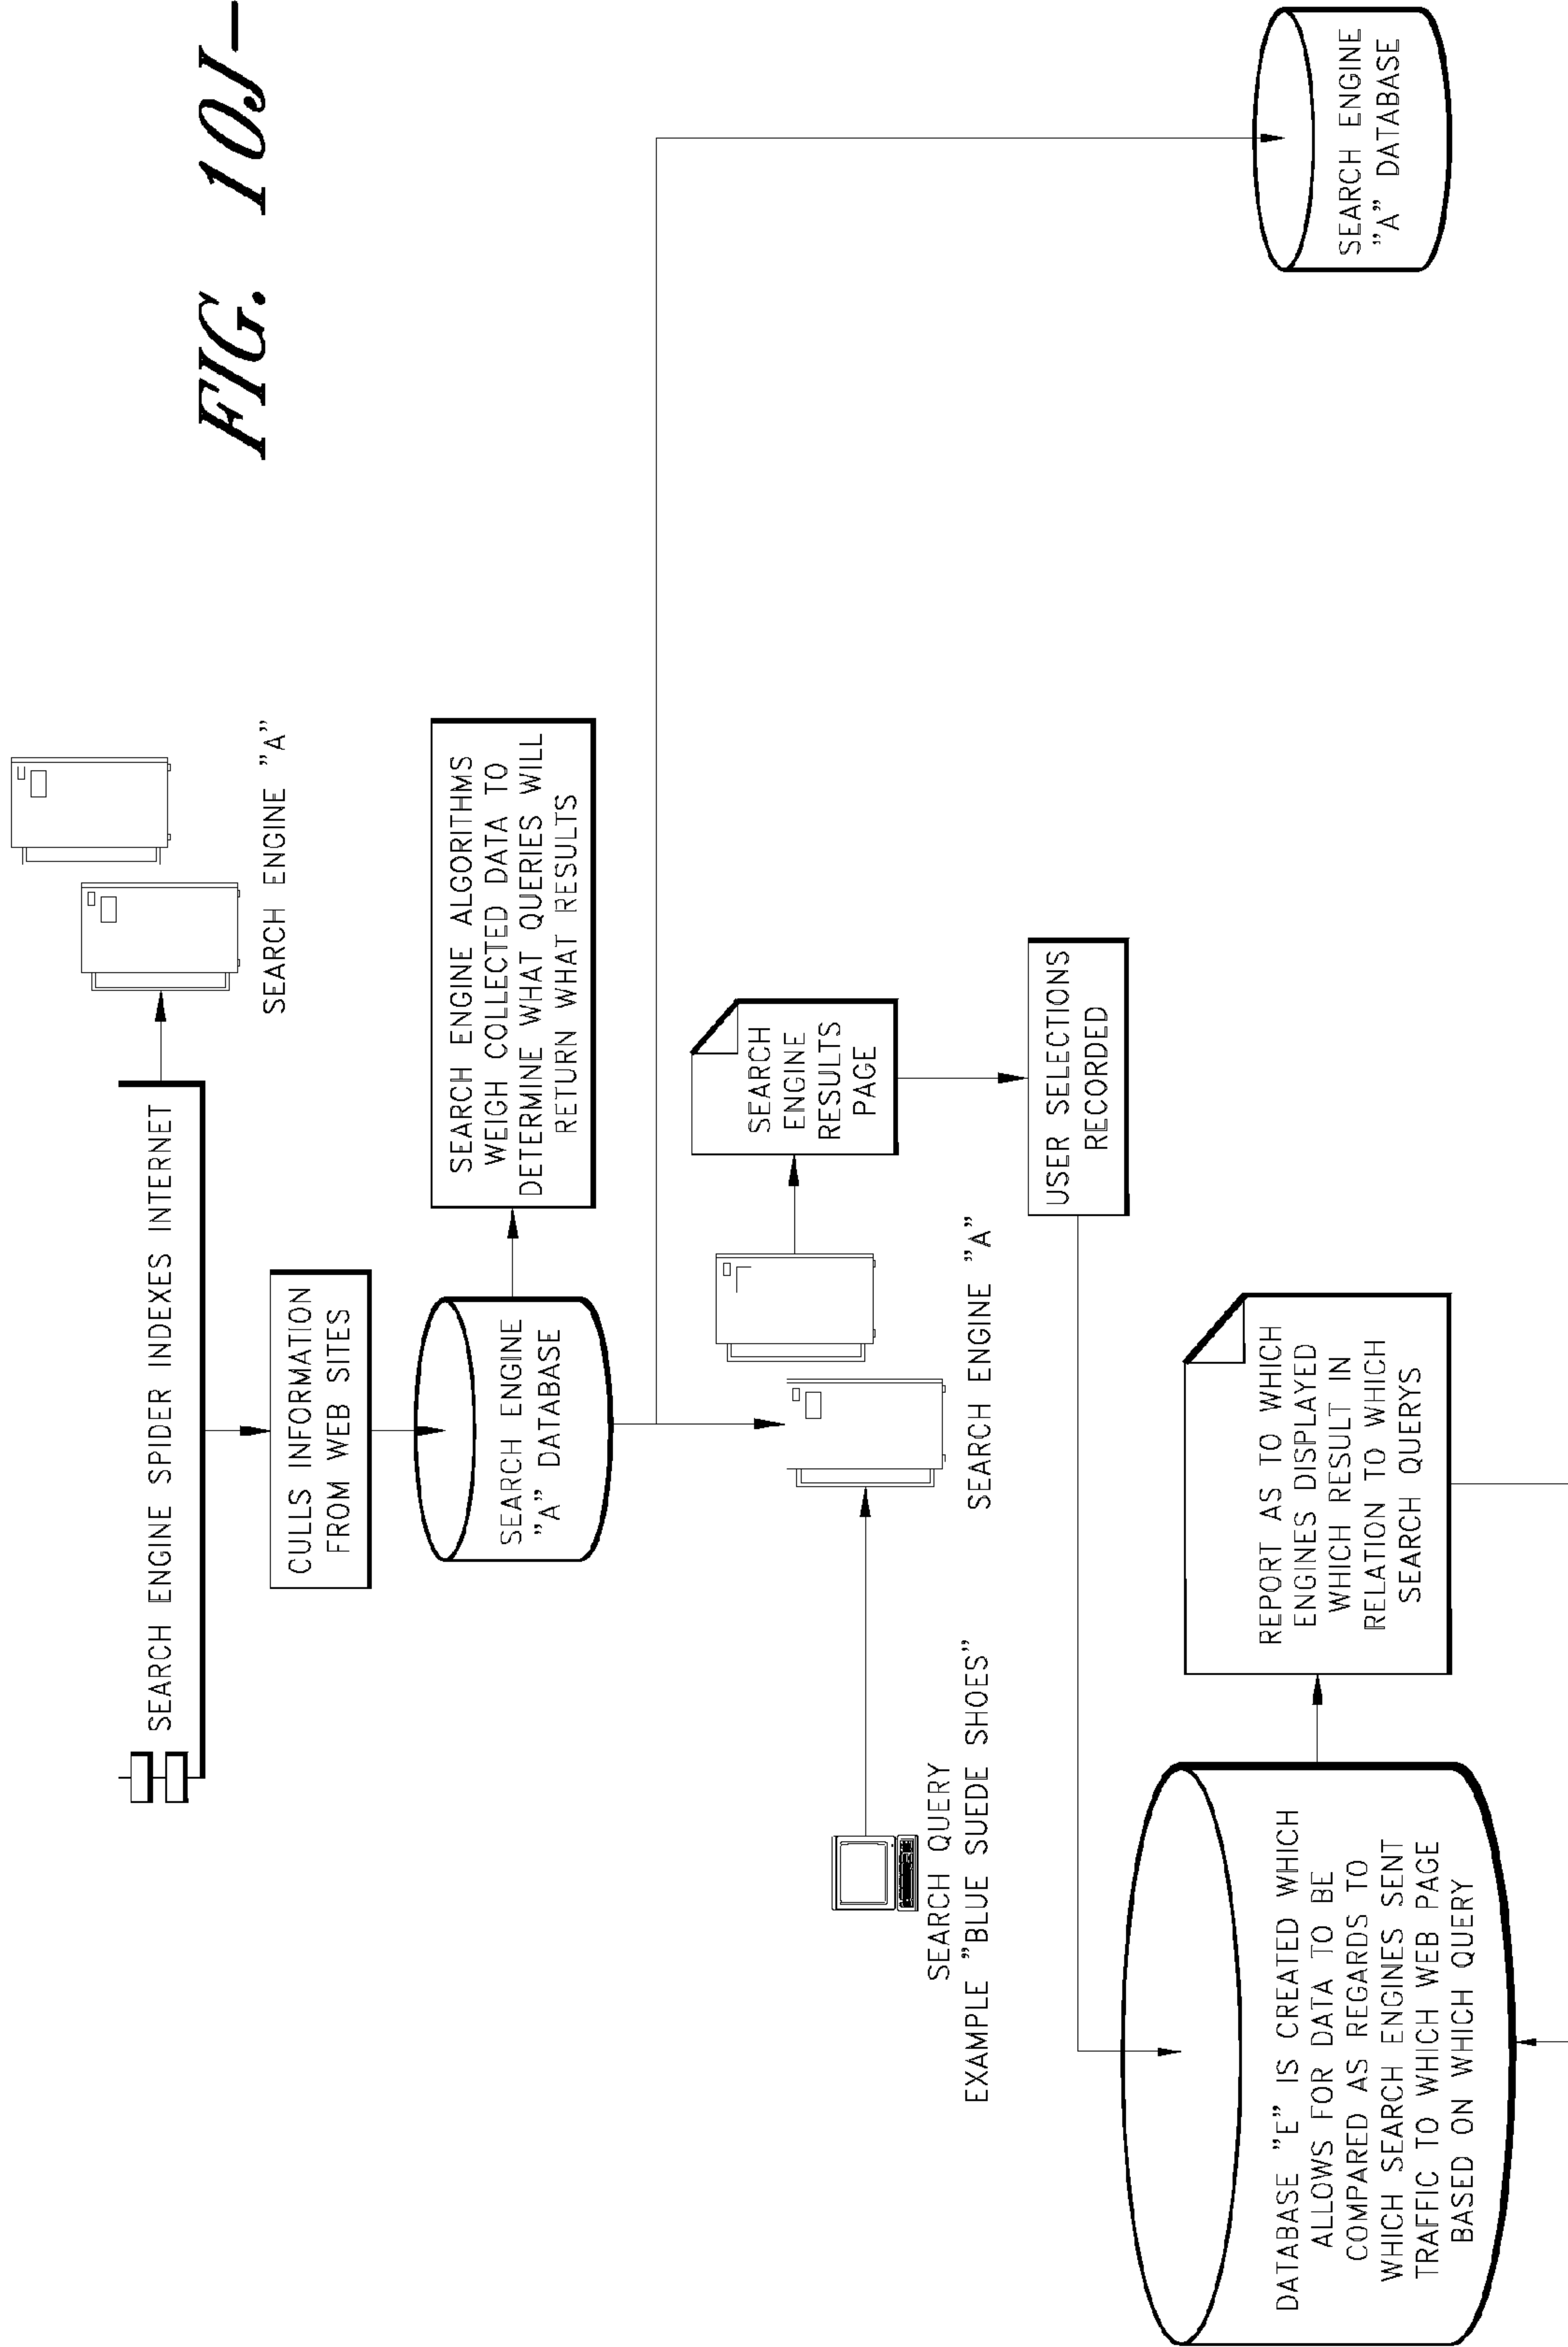 FIG. 10J-
SEARCH ENGINE SPIDER INDEXES INTERNET
SEARCH ENGINE "A"
CULLS INFORMATION
FROM WEB SITES
SEARCH ENGINE
"A" DATABASE
SEARCH ENGINE ALGORITHMS
WEIGH COLLECTED DATA TO
DETERMINE WHAT QUERIES WILL
RETURN WHAT RESULTS
SEARCH QUERY
EXAMPLE "BLUE SUEDE SHOES"
SEARCH ENGINE "A"
SEARCH
ENGINE
RESULTS
PAGE
USER SELECTIONS
RECORDED
DATABASE "E" IS CREATED WHICH
ALLOWS FOR DATA TO BE
COMPARED AS REGARDS TO
WHICH SEARCH ENGINES SENT
TRAFFIC TO WHICH WEB PAGE
BASED ON WHICH QUERY
REPORT AS TO WHICH
ENGINES DISPLAYED
WHICH RESULT IN
RELATION TO WHICH
SEARCH QUERYS
SEARCH ENGINE
"A" DATABASE